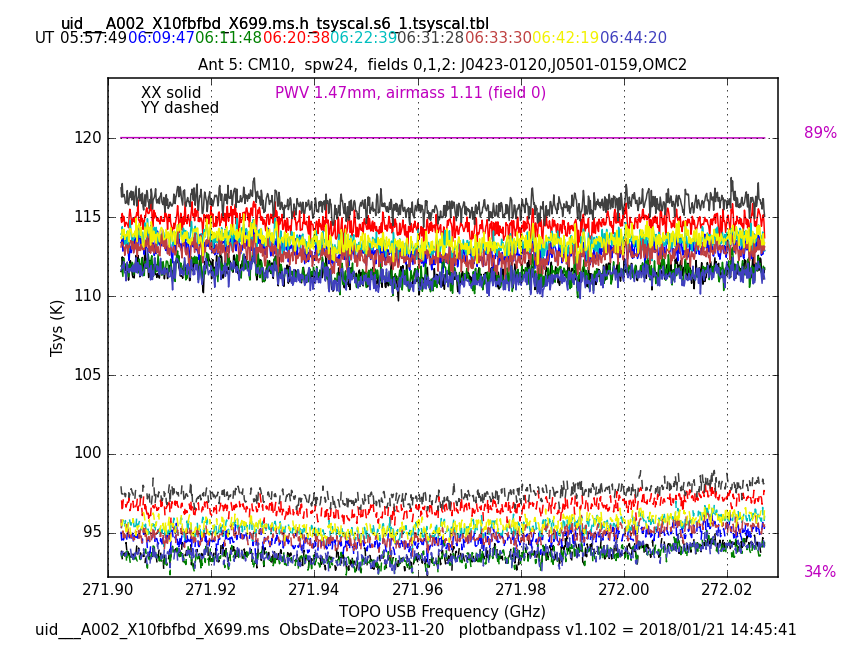 uid___A002_X10fbfbd_X699.ms.h_tsyscal.s6_1.tsyscal.tbl
UT 05:57:49 06:09:47 06:11:48 06:20:38 06:22:39 06:31:28 06:33:30 06:42:19 06:44:20
Ant 5: CM10,  spw24,  fields 0,1,2: J0423-0120,J0501-0159,OMC2
XX solid
PWV 1.47mm, airmass 1.11 (field 0)
YY dashed
120
89%
115
110
Tsys (K)
105
100
95
34%
271.90 271.92 271.94 271.96 271.98 272.00 272.02
TOPO USB Frequency (GHz)
uid___A002_X10fbfbd_X699.ms  ObsDate=2023-11-20   plotbandpass v1.102 = 2018/01/21 14:45:41